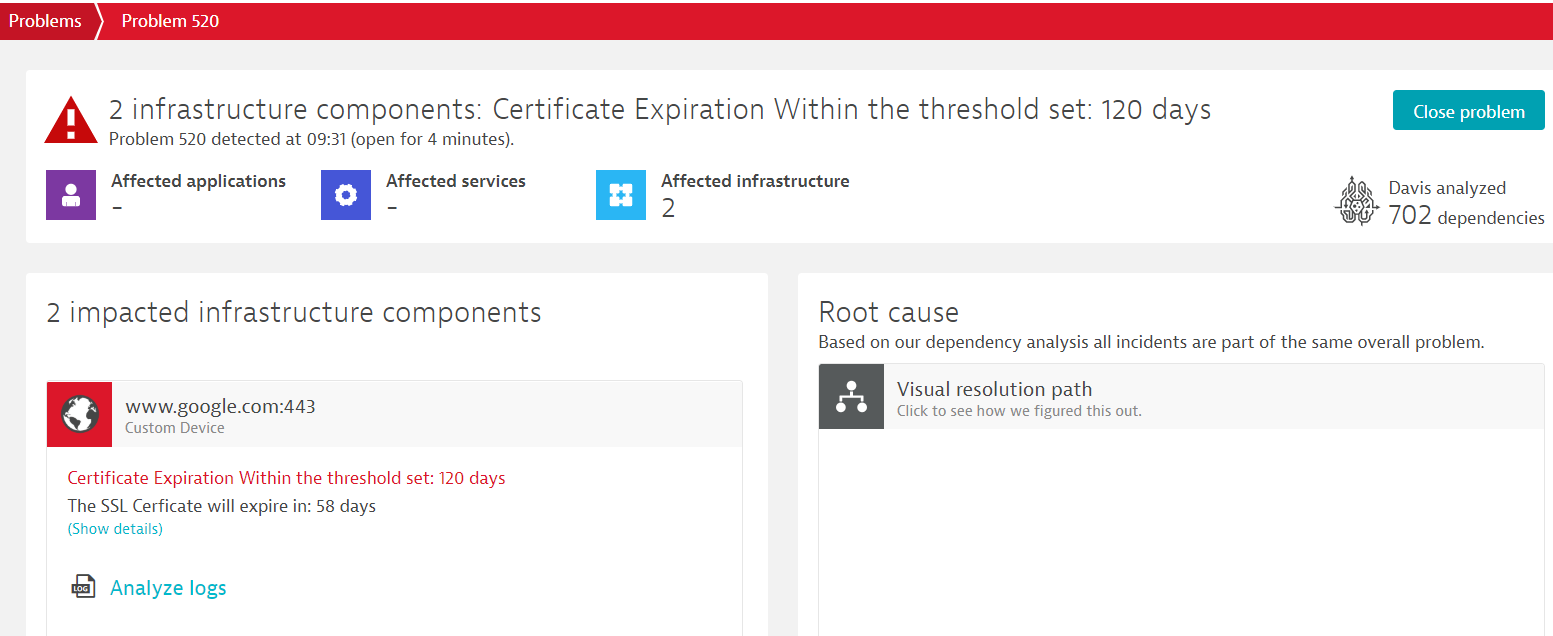 Problems
Problem 520
2 infrastructure components: Certificate Expiration Within the threshold set: 120 days
Close problem
Problem 520 detected at 09:31 (open for 4 minutes).
Affected applications
–
Affected services
–
Affected infrastructure
2
Davis analyzed
702 dependencies
2 impacted infrastructure components
www.google.com:443
Custom Device
Certificate Expiration Within the threshold set: 120 days
The SSL Cerficate will expire in: 58 days
(Show details)
LOG
Analyze logs
Root cause
Based on our dependency analysis all incidents are part of the same overall problem.
Visual resolution path
Click to see how we figured this out.